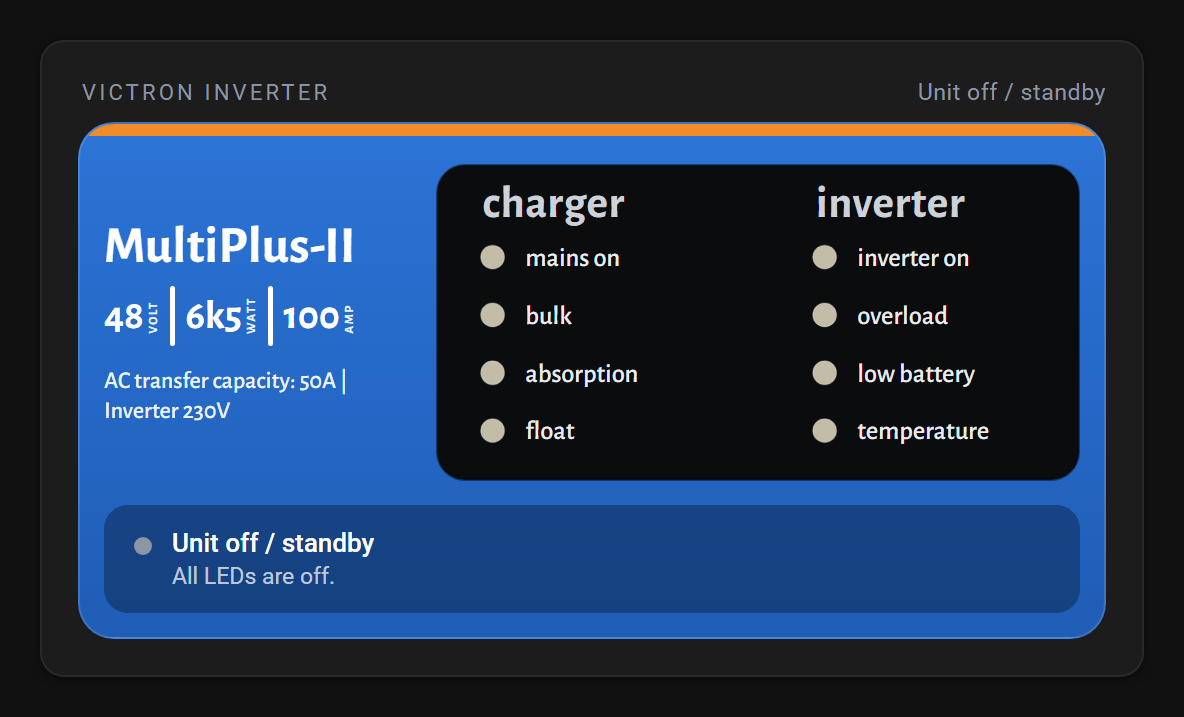 VICTRON INVERTER
Unit off / standby
MultiPlus-II
48 VOLT | 6k5 WATT | 100 AMP
AC transfer capacity: 50A |
Inverter 230V
charger
mains on
bulk
absorption
float
inverter
inverter on
overload
low battery
temperature
Unit off / standby
All LEDs are off.